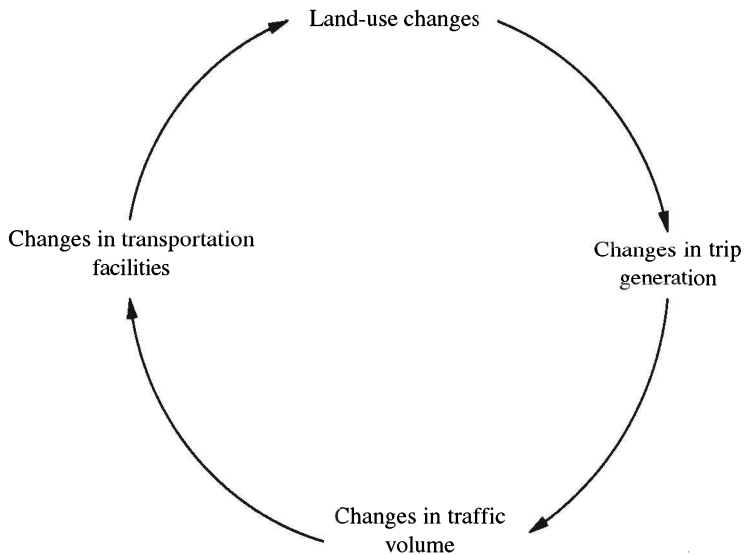 Land-use changes
Changes in transportation
facilities
Changes in trip
generation
Changes in traffic
volume